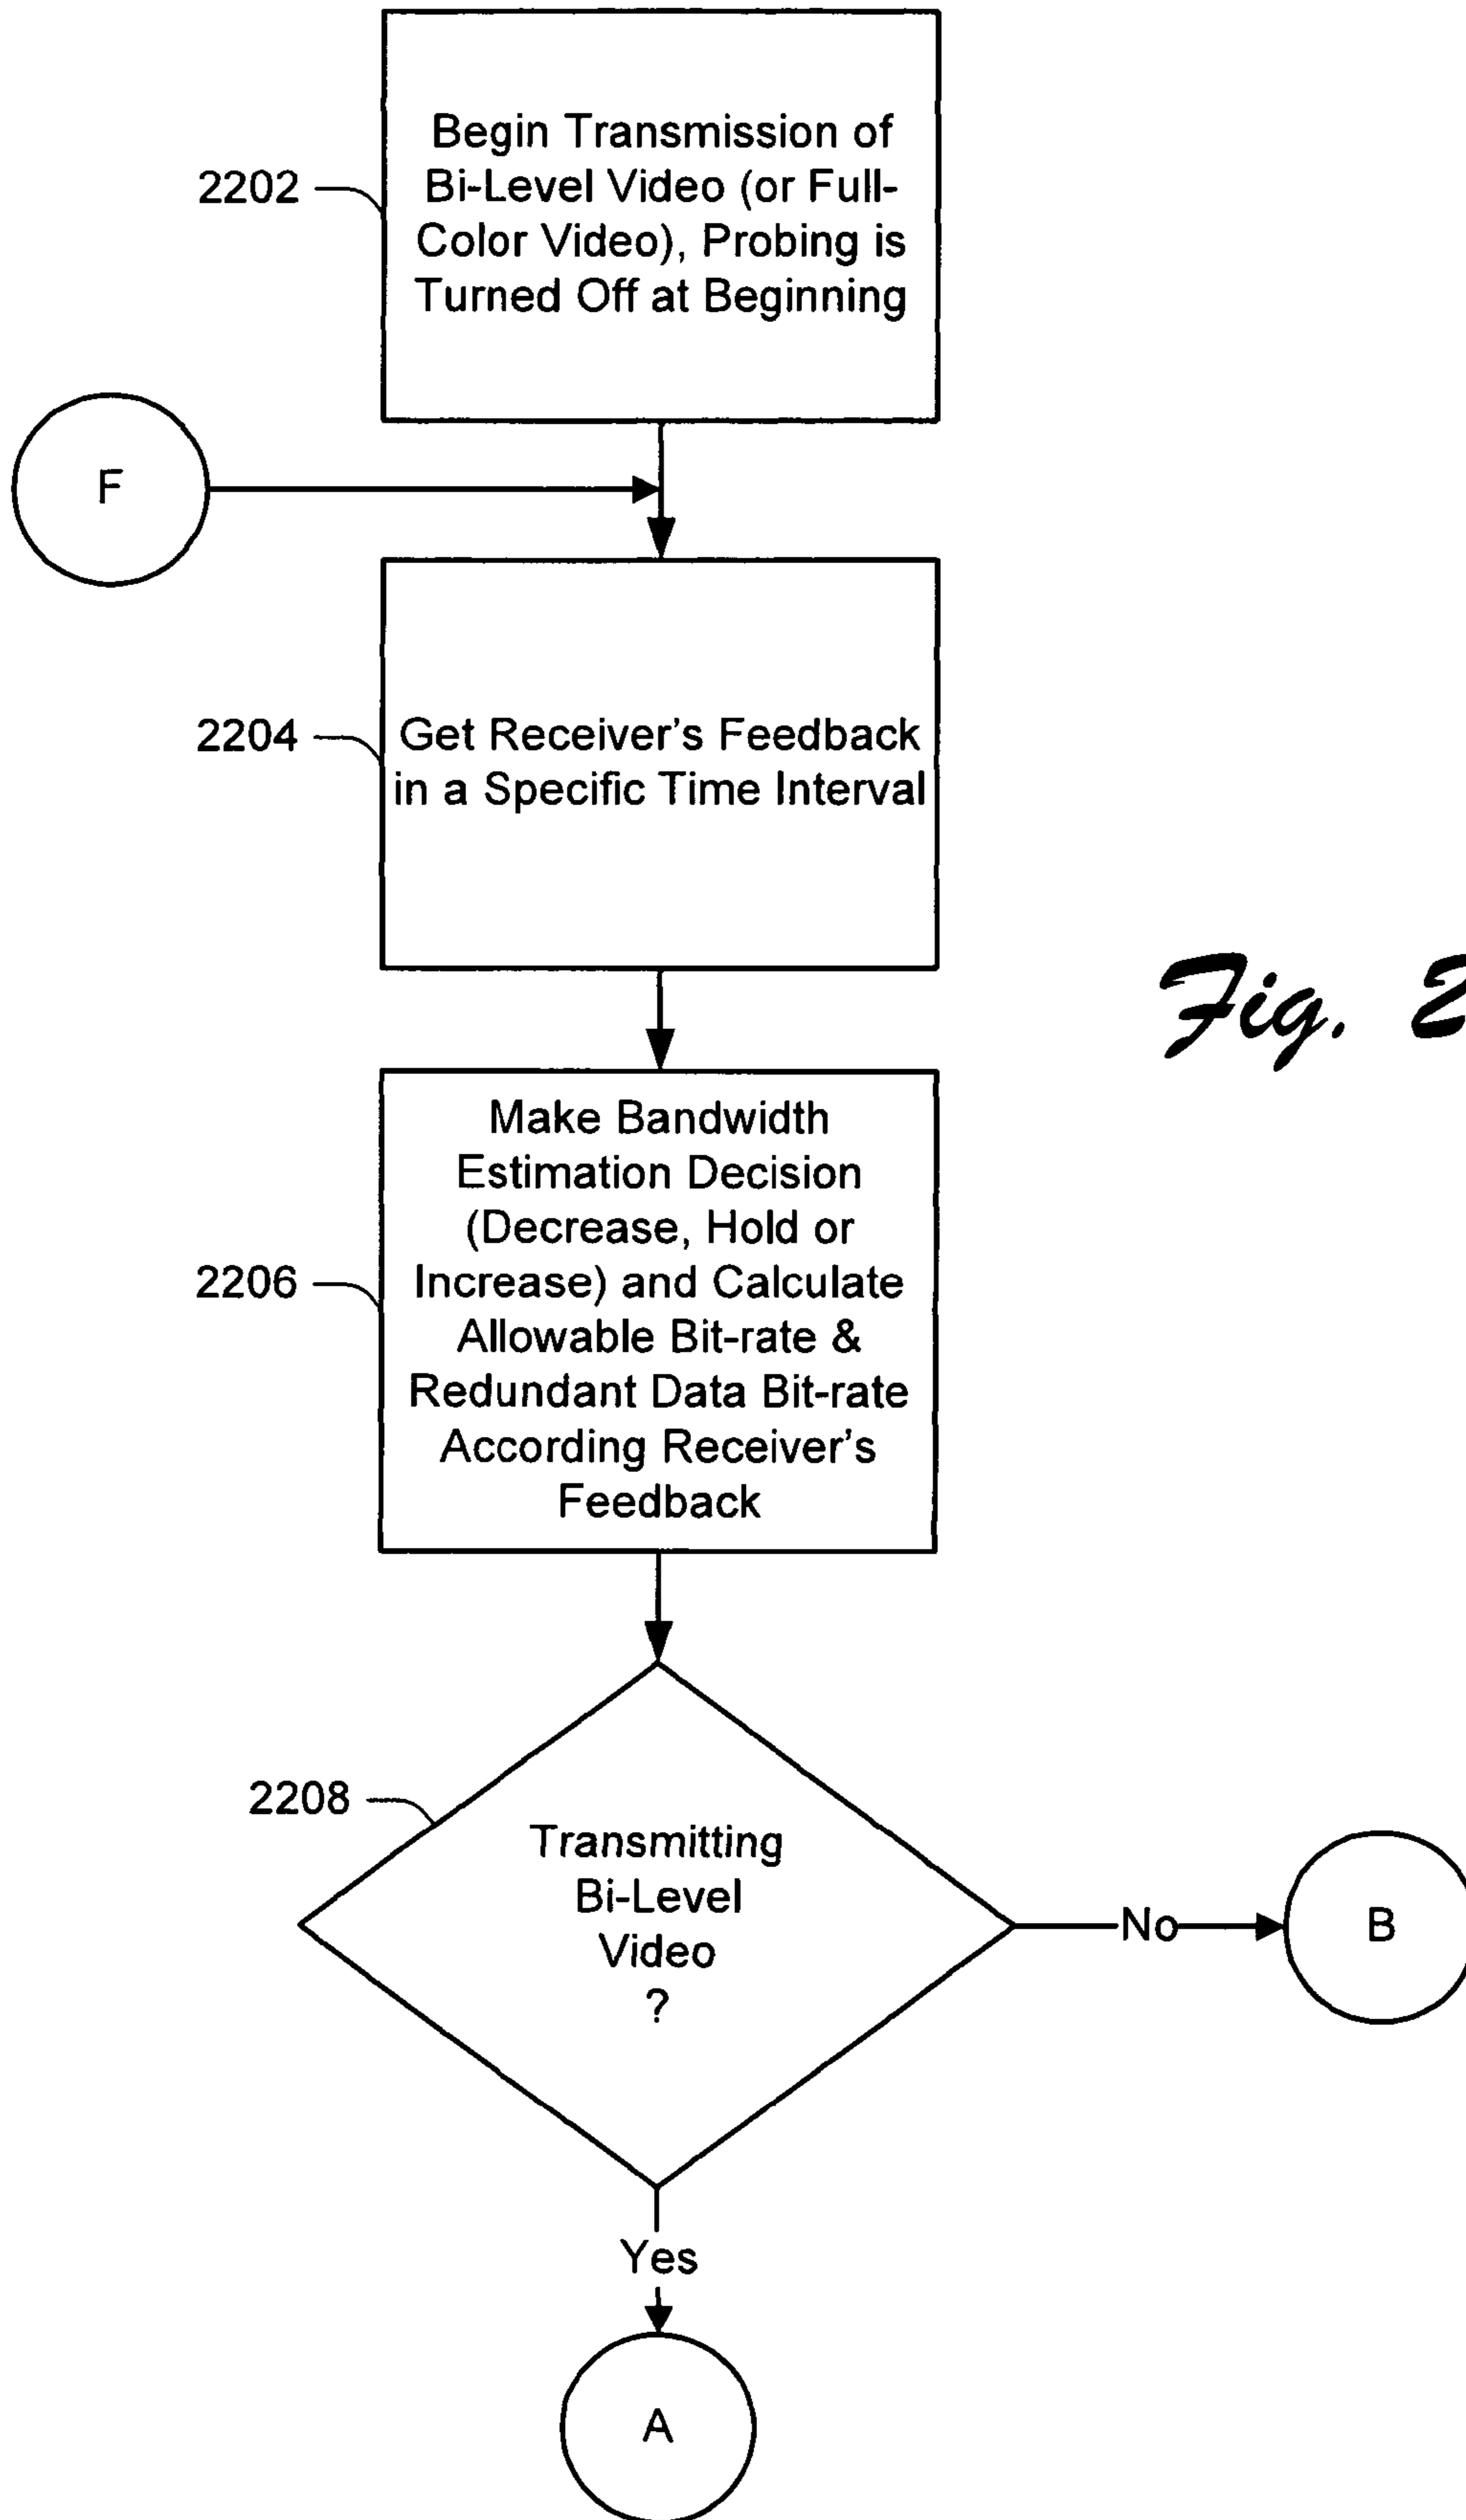 Begin Transmission of
Bi-Level Video (or Full-
Color Video), Probing is
Turned Off at Beginning
2202
F
2204
Get Receiver's Feedback
in a Specific Time Interval
Fig. 2
Make Bandwidth
Estimation Decision
(Decrease, Hold or
Increase) and Calculate
Allowable Bit-rate &
Redundant Data Bit-rate
According Receiver's
Feedback
2206
2208
Transmitting
Bi-Level
Video
?
No
B
Yes
A